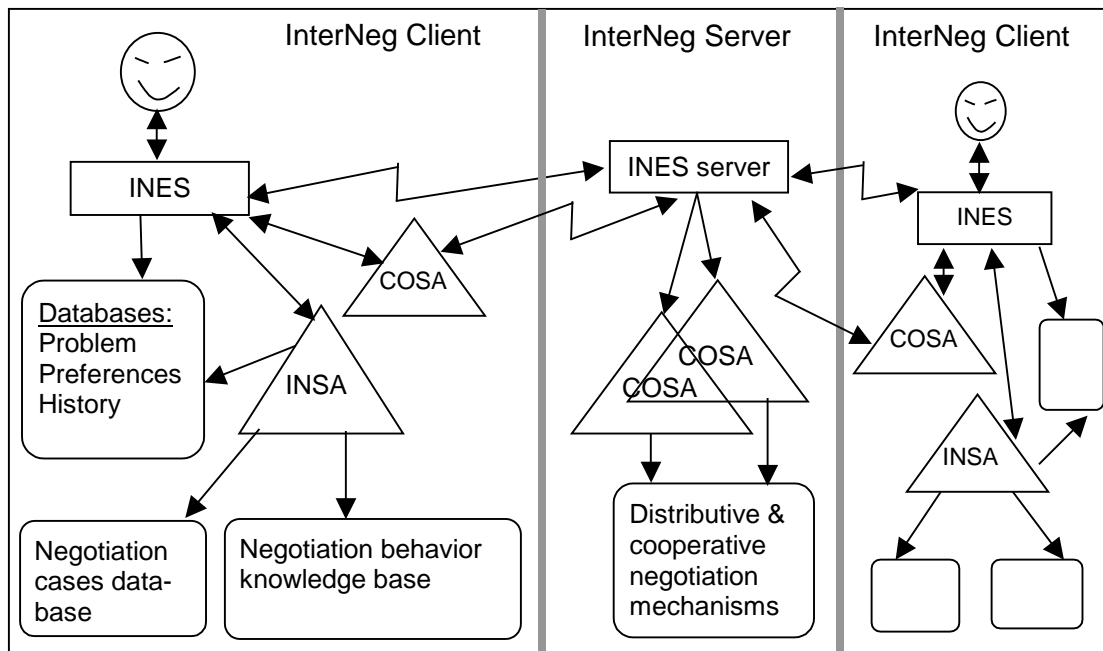 InterNeg Client
InterNeg Server
InterNeg Client
INES
INES server
INES
COSA
COSA
Databases:
Problem
Preferences
History
INSA
COSA
COSA
INSA
Negotiation
cases data-
base
Negotiation behavior
knowledge base
Distributive &
cooperative
negotiation
mechanisms